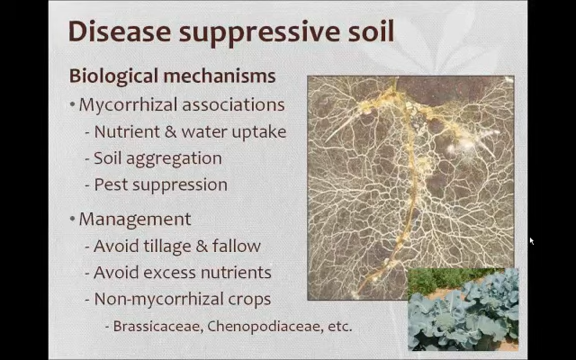 Disease suppressive soil
Biological mechanisms
• Mycorrhizal associations
- Nutrient & water uptake
- Soil aggregation
- Pest suppression
• Management
- Avoid tillage & fallow
- Avoid excess nutrients
- Non-mycorrhizal crops
- Brassicaceae, Chenopodiaceae, etc.